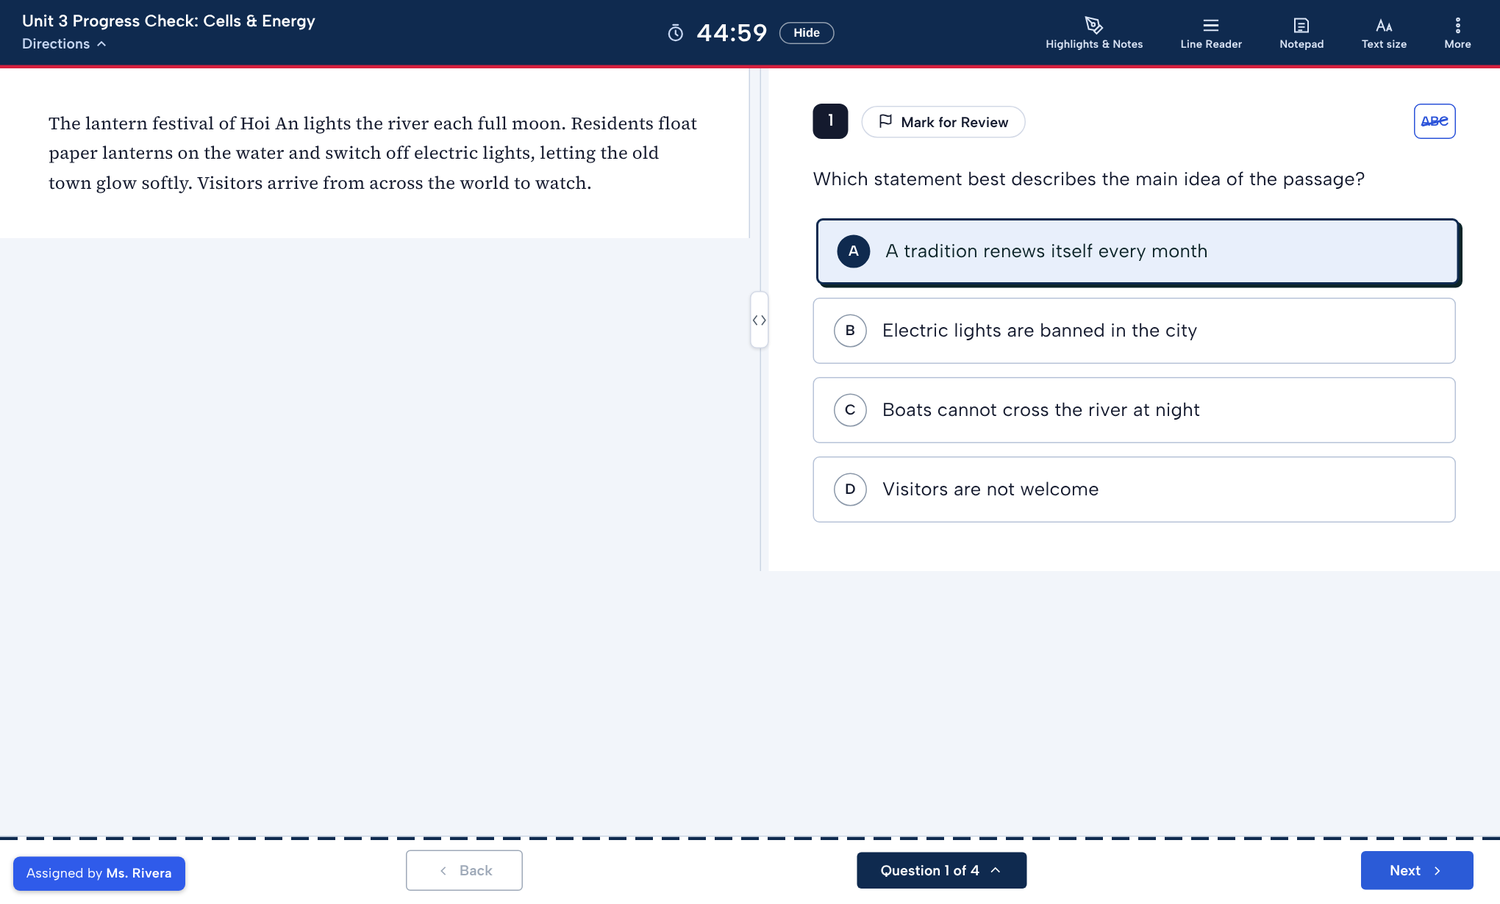 Unit 3 Progress Check: Cells & Energy
Directions
44:59
Hide
Highlights & Notes
Line Reader
Notepad
Text size
More
The lantern festival of Hoi An lights the river each full moon. Residents float
paper lanterns on the water and switch off electric lights, letting the old
town glow softly. Visitors arrive from across the world to watch.
1
Mark for Review
ABC
Which statement best describes the main idea of the passage?
A A tradition renews itself every month
B Electric lights are banned in the city
C Boats cannot cross the river at night
D Visitors are not welcome
Assigned by Ms. Rivera
Back
Question 1 of 4
Next